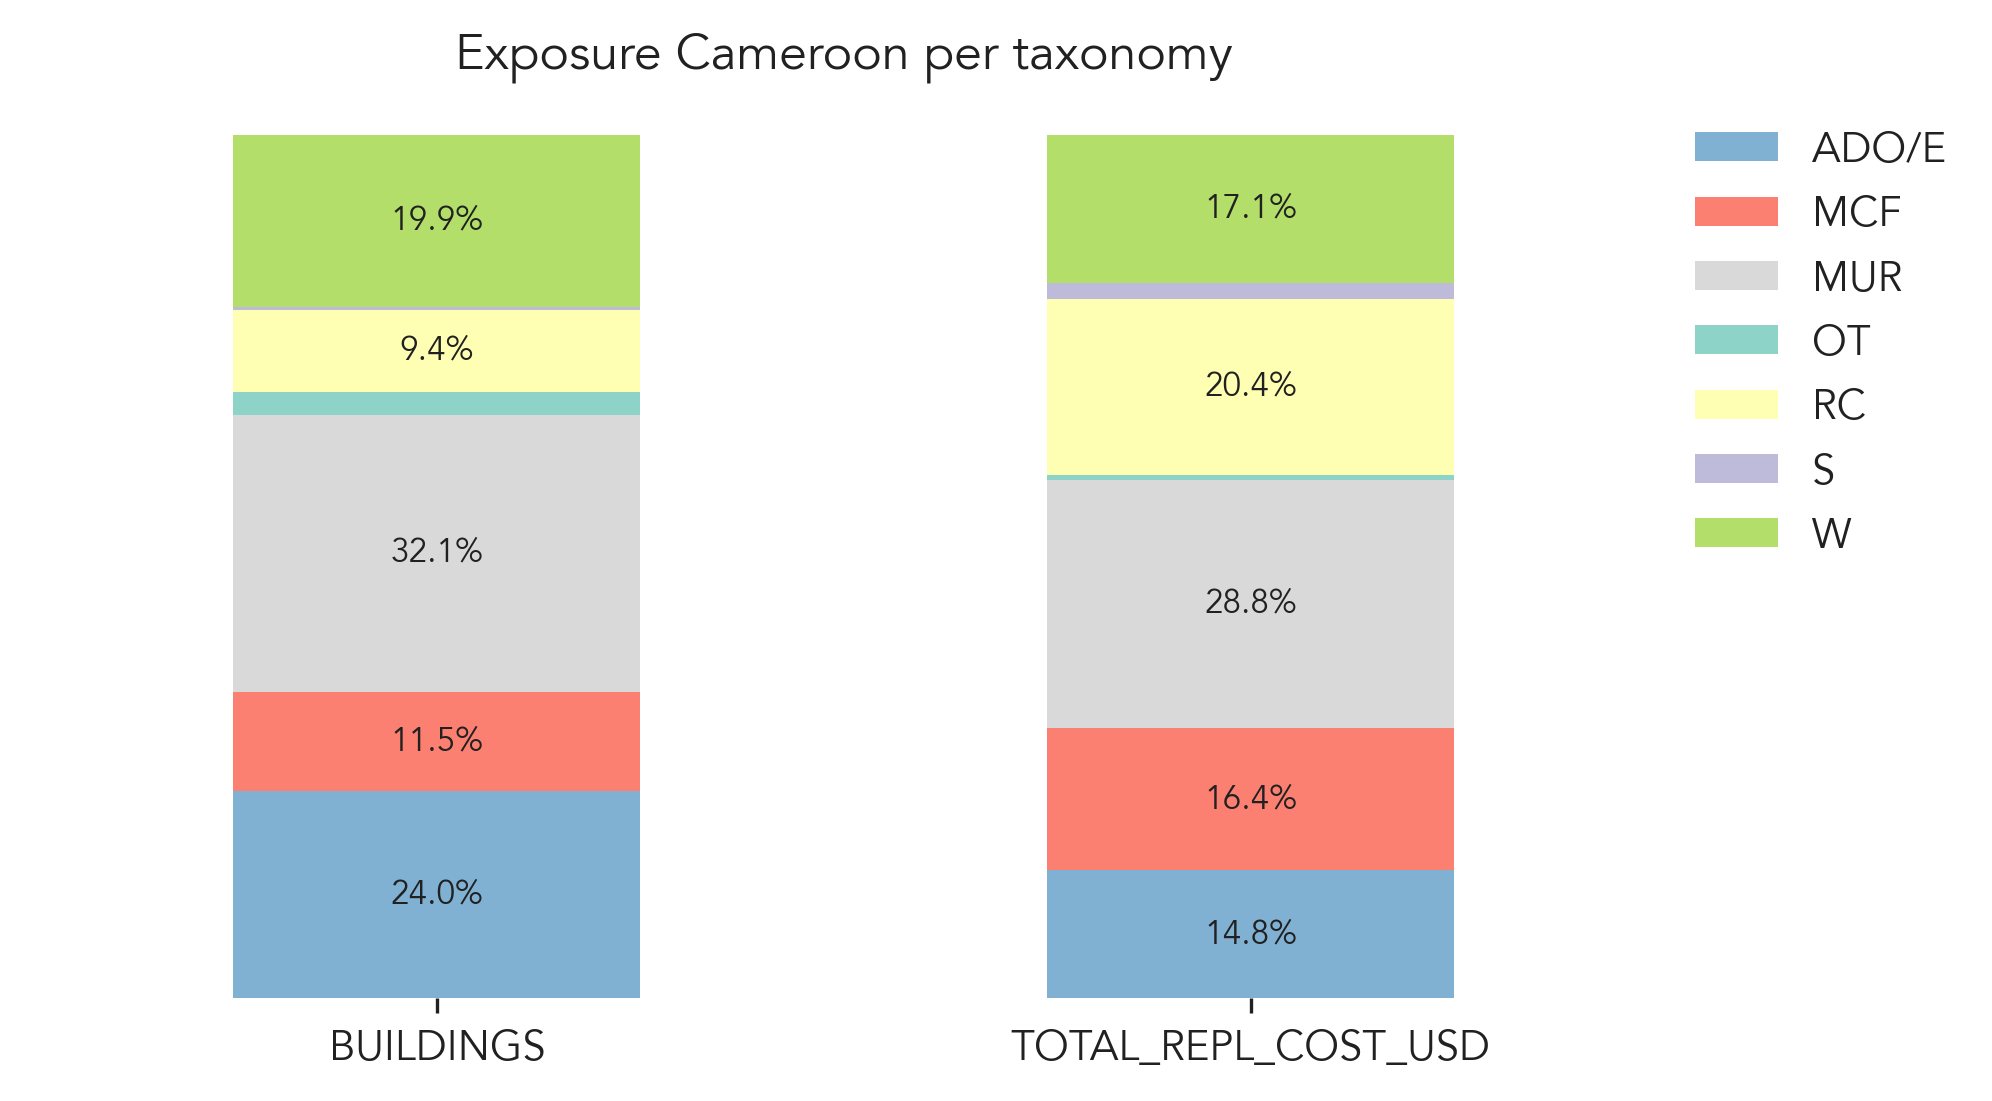 Exposure Cameroon per taxonomy
19.9%
9.4%
32.1%
11.5%
24.0%
BUILDINGS
17.1%
20.4%
28.8%
16.4%
14.8%
TOTAL_REPL_COST_USD
ADO/E
MCF
MUR
OT
RC
S
W